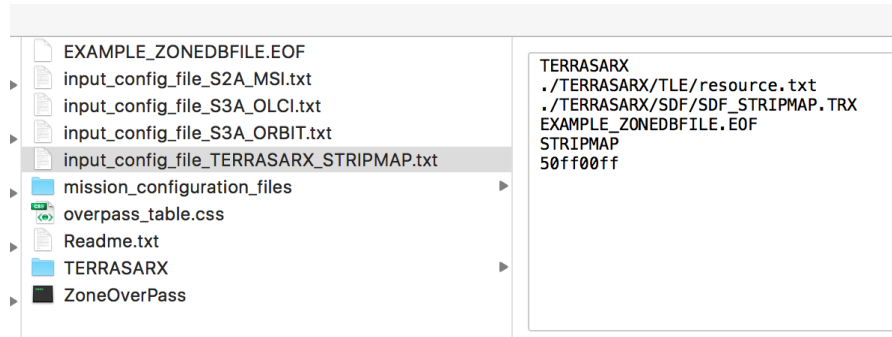 EXAMPLE_ZONEDBFILE.EOF
input_config_file_S2A_MSI.txt
input_config_file_S3A_OLCI.txt
input_config_file_S3A_ORBIT.txt
input_config_file_TERRASARX_STRIPMAP.txt
mission_configuration_files
overpass_table.css
Readme.txt
TERRASARX
ZoneOverPass
TERRASARX
./TERRASARX/TLE/resource.txt
./TERRASARX/SDF/SDF_STRIPMAP.TRX
EXAMPLE_ZONEDBFILE.EOF
STRIPMAP
50ff00ff